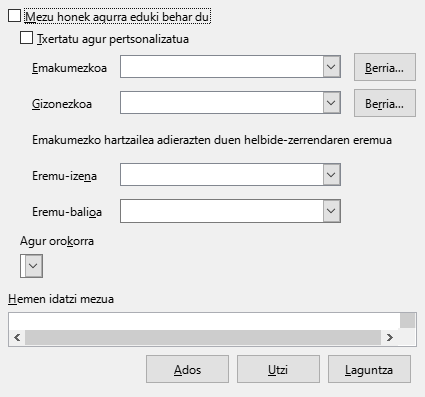 Mezu honek agurra eduki behar du
Txertatu agur pertsonalizatua
Emakumezkoa
Berria...
Gizonezkoa
Berria...
Emakumezko hartzailea adierazten duen helbide-zerrendaren eremua
Eremu-izena
Eremu-balioa
Agur orokorra
Hemen idatzi mezua
Ados
Utzi
Laguntza